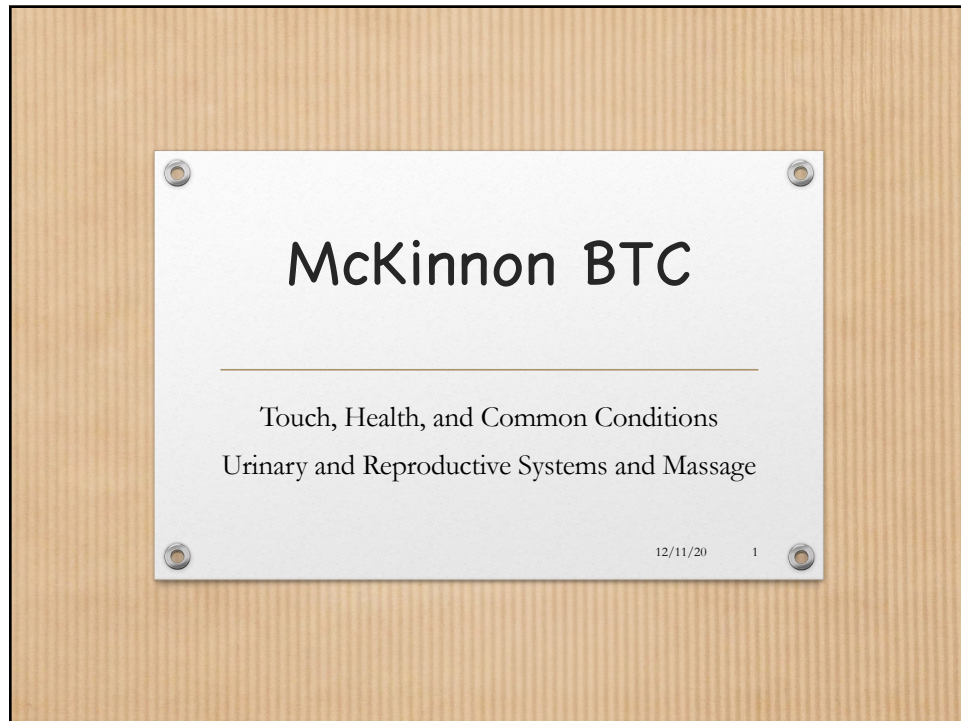 McKinnon BTC
Touch, Health, and Common Conditions
Urinary and Reproductive Systems and Massage
12/11/20 1